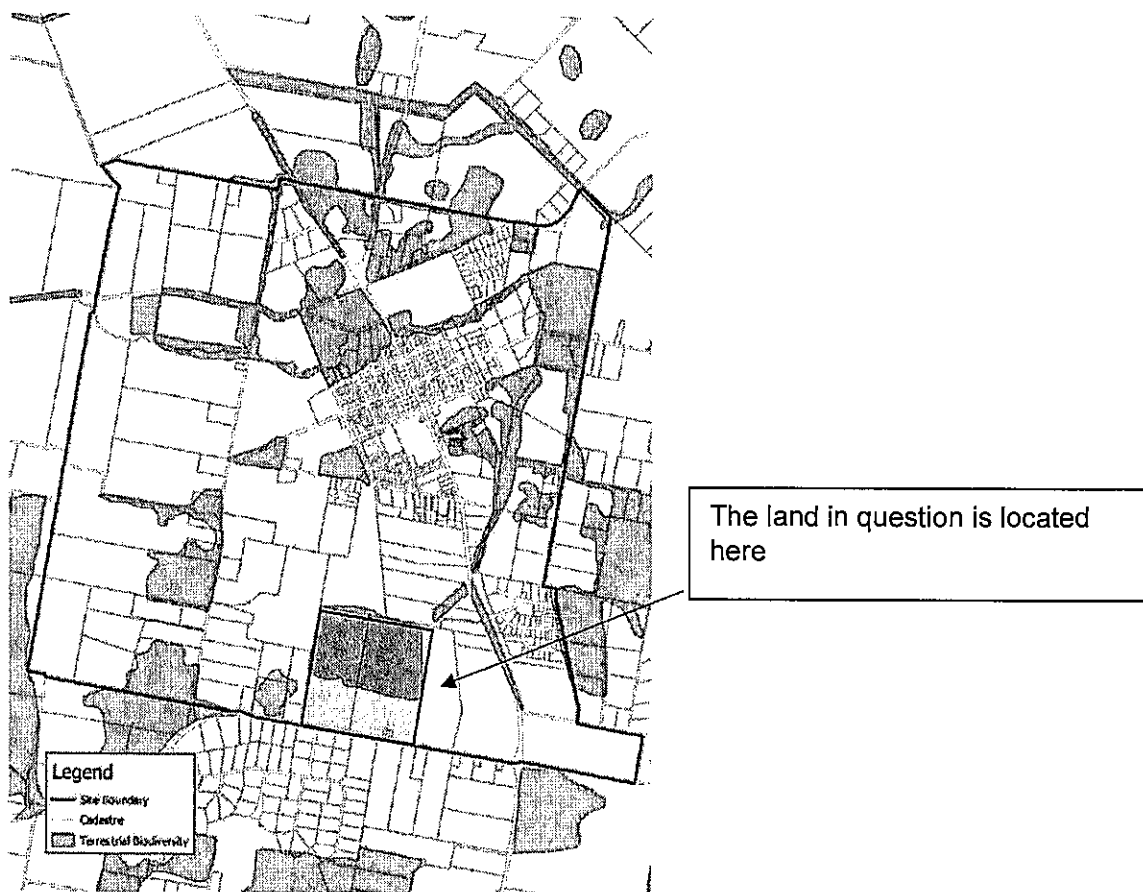 The land in question is located
here
Legend
Site Boundary
Cadastre
Terrestrial Biodiversity